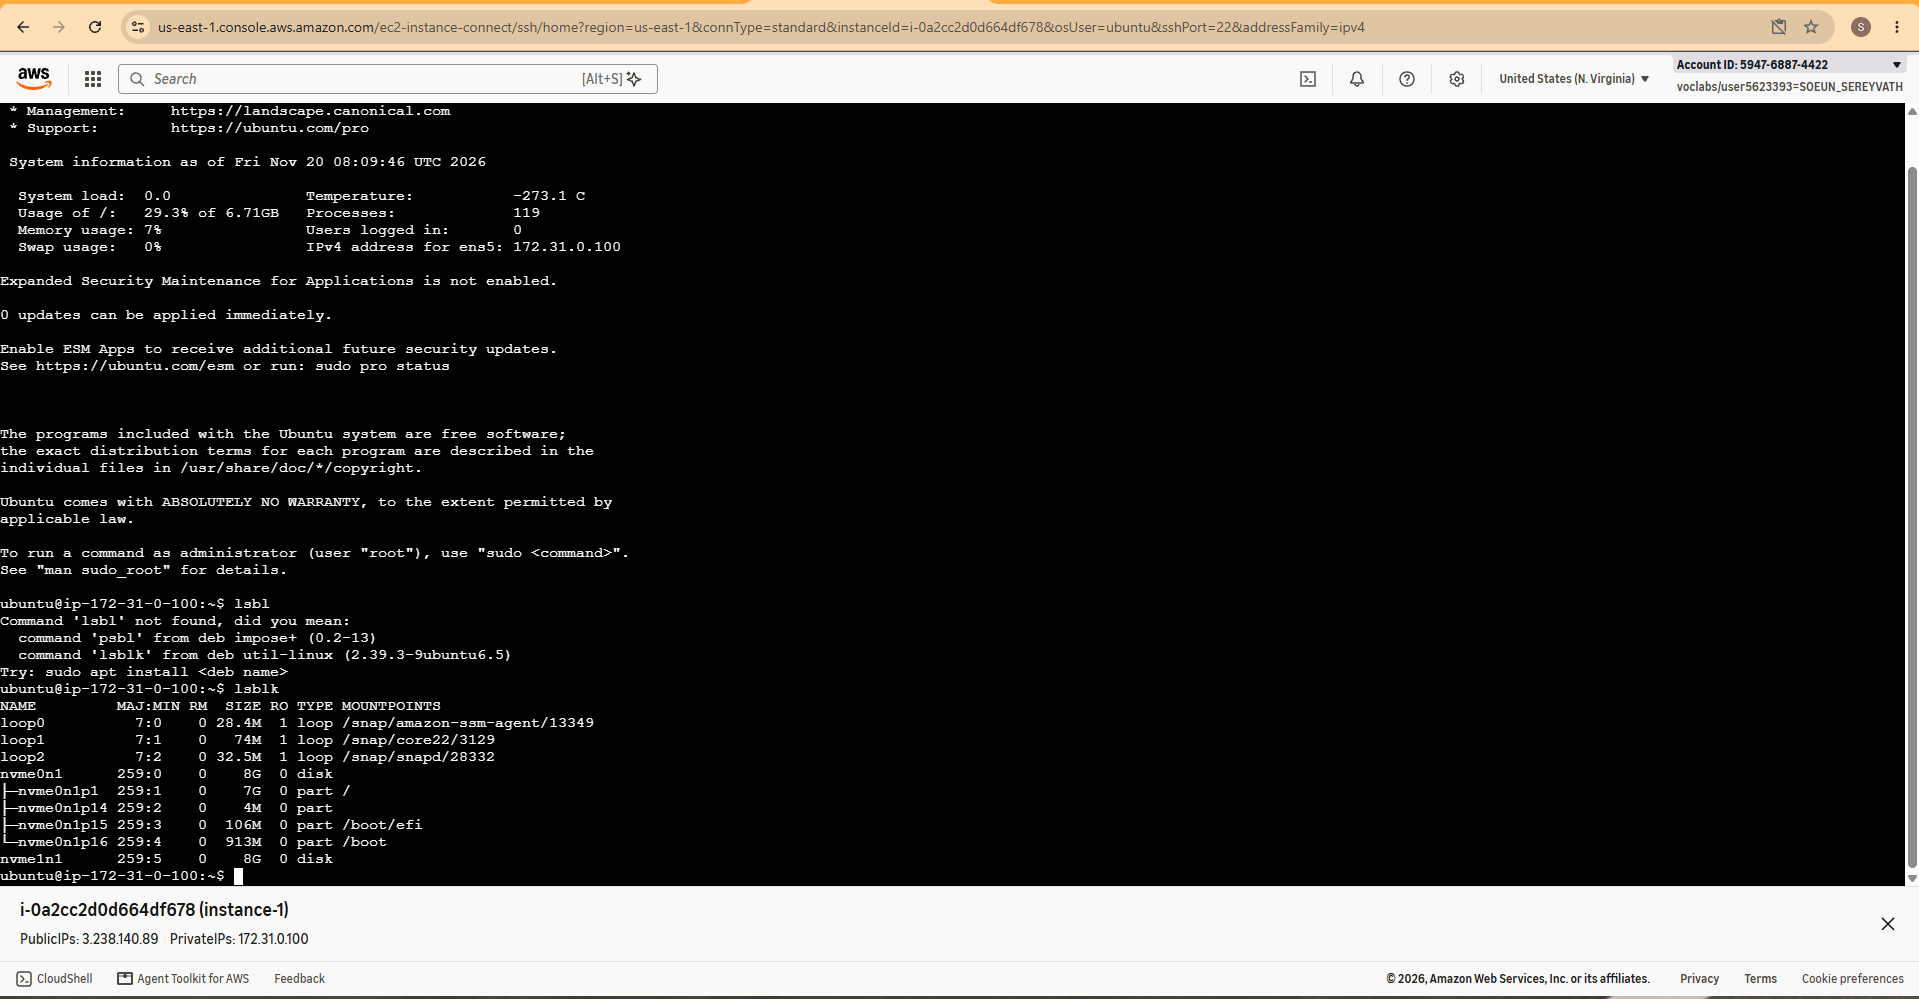 us-east-1.console.aws.amazon.com/ec2-instance-connect/ssh/home?region=us-east-1&connType=standard&instanceId=i-0a2cc2d0d664df678&osUser=ubuntu&sshPort=22&addressFamily=ipv4
S
aws
Search
[Alt+S]
United States (N. Virginia)
Account ID: 5947-6887-4422
voclabs/user5623393=SOEUN_SEREYVATH
* Management:     https://landscape.canonical.com
* Support:        https://ubuntu.com/pro
System information as of Fri Nov 20 08:09:46 UTC 2026
System load:  0.0               Temperature:           -273.1 C
Usage of /:   29.3% of 6.71GB   Processes:             119
Memory usage: 7%                Users logged in:       0
Swap usage:   0%                IPv4 address for ens5: 172.31.0.100
Expanded Security Maintenance for Applications is not enabled.
0 updates can be applied immediately.
Enable ESM Apps to receive additional future security updates.
See https://ubuntu.com/esm or run: sudo pro status
The programs included with the Ubuntu system are free software;
the exact distribution terms for each program are described in the
individual files in /usr/share/doc/*/copyright.
Ubuntu comes with ABSOLUTELY NO WARRANTY, to the extent permitted by
applicable law.
To run a command as administrator (user "root"), use "sudo <command>".
See "man sudo_root" for details.
ubuntu@ip-172-31-0-100:~$ lsbl
Command 'lsbl' not found, did you mean:
  command 'psbl' from deb impose+ (0.2-13)
  command 'lsblk' from deb util-linux (2.39.3-9ubuntu6.5)
Try: sudo apt install <deb name>
ubuntu@ip-172-31-0-100:~$ lsblk
NAME         MAJ:MIN RM  SIZE RO TYPE MOUNTPOINTS
loop0          7:0    0 28.4M  1 loop /snap/amazon-ssm-agent/13349
loop1          7:1    0   74M  1 loop /snap/core22/3129
loop2          7:2    0 32.5M  1 loop /snap/snapd/28332
nvme0n1      259:0    0    8G  0 disk
├─nvme0n1p1  259:1    0    7G  0 part /
├─nvme0n1p14 259:2    0    4M  0 part
├─nvme0n1p15 259:3    0  106M  0 part /boot/efi
└─nvme0n1p16 259:4    0  913M  0 part /boot
nvme1n1      259:5    0    8G  0 disk
ubuntu@ip-172-31-0-100:~$
i-0a2cc2d0d664df678 (instance-1)
PublicIPs: 3.238.140.89   PrivateIPs: 172.31.0.100
CloudShell
Agent Toolkit for AWS
Feedback
© 2026, Amazon Web Services, Inc. or its affiliates.
Privacy
Terms
Cookie preferences